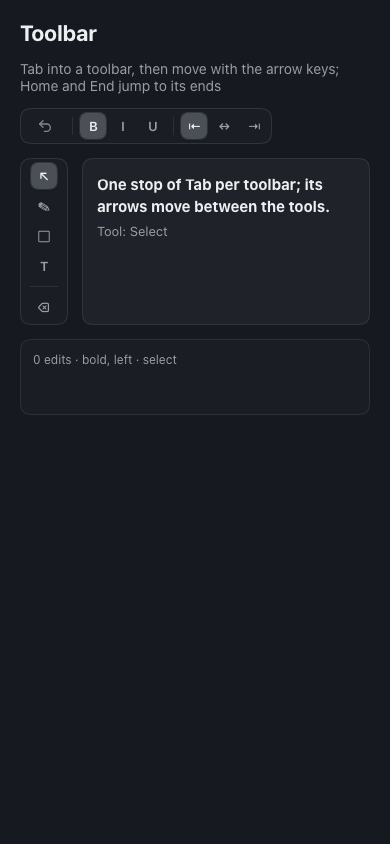 Toolbar
Tab into a toolbar, then move with the arrow keys;
Home and End jump to its ends
B I U
One stop of Tab per toolbar; its
arrows move between the tools.
Tool: Select
T
0 edits · bold, left · select